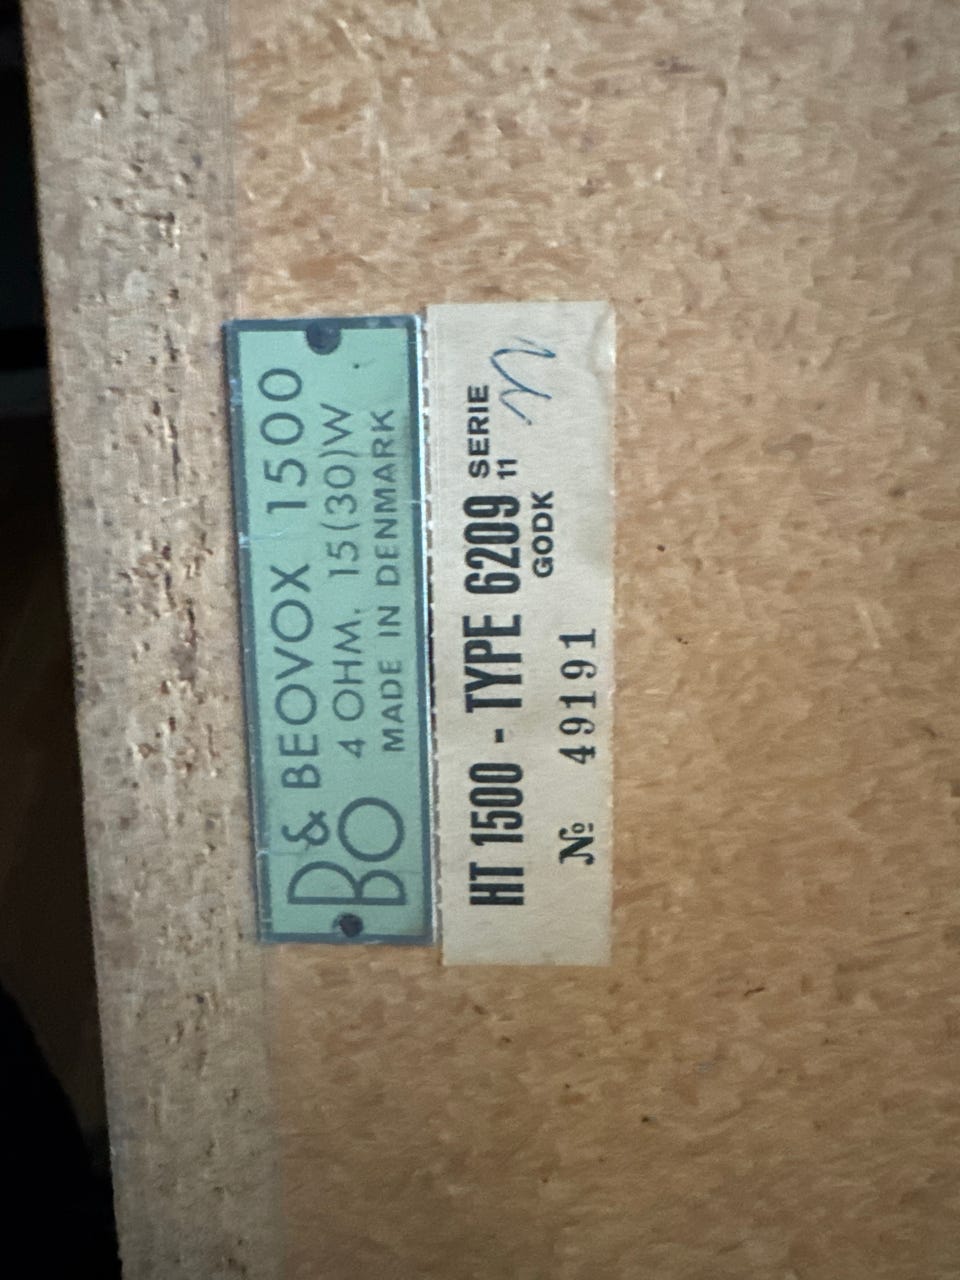 B&O BEOVOX 1500
4 OHM. 15(30)W
MADE IN DENMARK
HT 1500 - TYPE 6209 SERIE 11
GODK
№ 49191